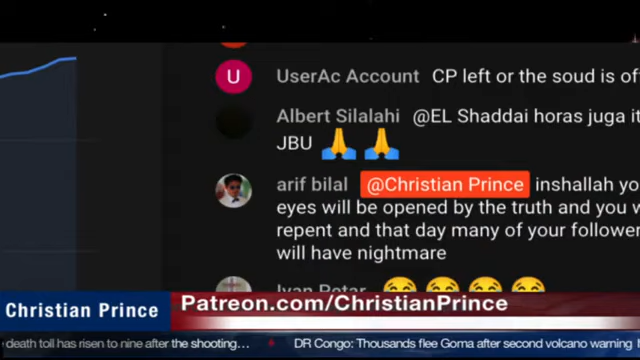 U
UserAc Account CP left or the soud is of
Albert Silalahi @EL Shaddai horas juga it
JBU 🙏 🙏
arif bilal @Christian Prince inshallah yo
eyes will be opened by the truth and you w
repent and that day many of your follower
will have nightmare
Ivan Petar
Christian Prince
Patreon.com/ChristianPrince
death toll has risen to nine after the shooting... DR Congo: Thousands flee Goma after second volcano warning